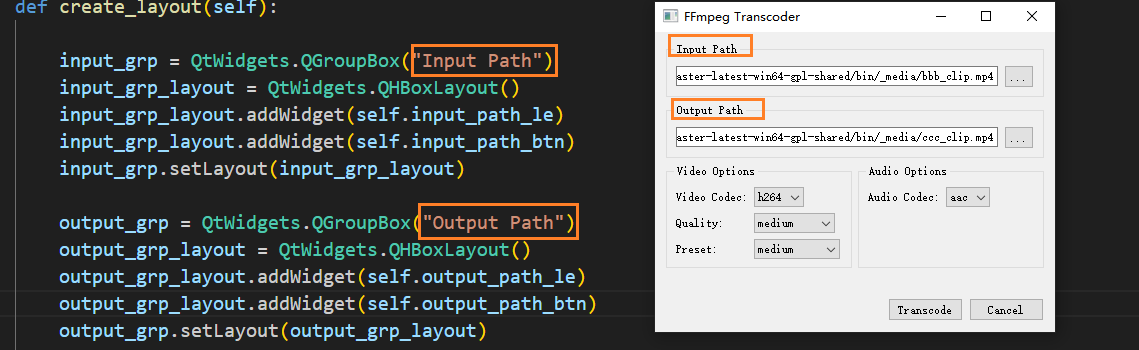 def create_layout(self):
input_grp = QtWidgets.QGroupBox("Input Path")
input_grp_layout = QtWidgets.QHBoxLayout()
input_grp_layout.addWidget(self.input_path_le)
input_grp_layout.addWidget(self.input_path_btn)
input_grp.setLayout(input_grp_layout)
output_grp = QtWidgets.QGroupBox("Output Path")
output_grp_layout = QtWidgets.QHBoxLayout()
output_grp_layout.addWidget(self.output_path_le)
output_grp_layout.addWidget(self.output_path_btn)
output_grp.setLayout(output_grp_layout)
FFmpeg Transcoder
Input Path
aster-latest-win64-gpl-shared/bin/_media/bbb_clip.mp4 ...
Output Path
aster-latest-win64-gpl-shared/bin/_media/ccc_clip.mp4 ...
Video Options
Video Codec: h264
Quality: medium
Preset: medium
Audio Options
Audio Codec: aac
Transcode Cancel